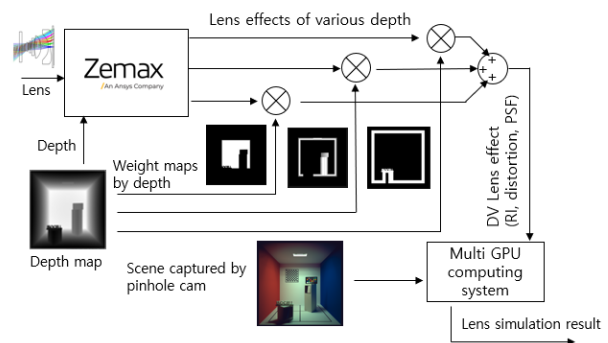 Lens effects of various depth
Zemax
An Ansys Company
Lens
Depth
Weight maps
by depth
Depth map
DV Lens effect
(RI, distortion, PSF)
Scene captured by
pinhole cam
Multi GPU
computing
system
Lens simulation result